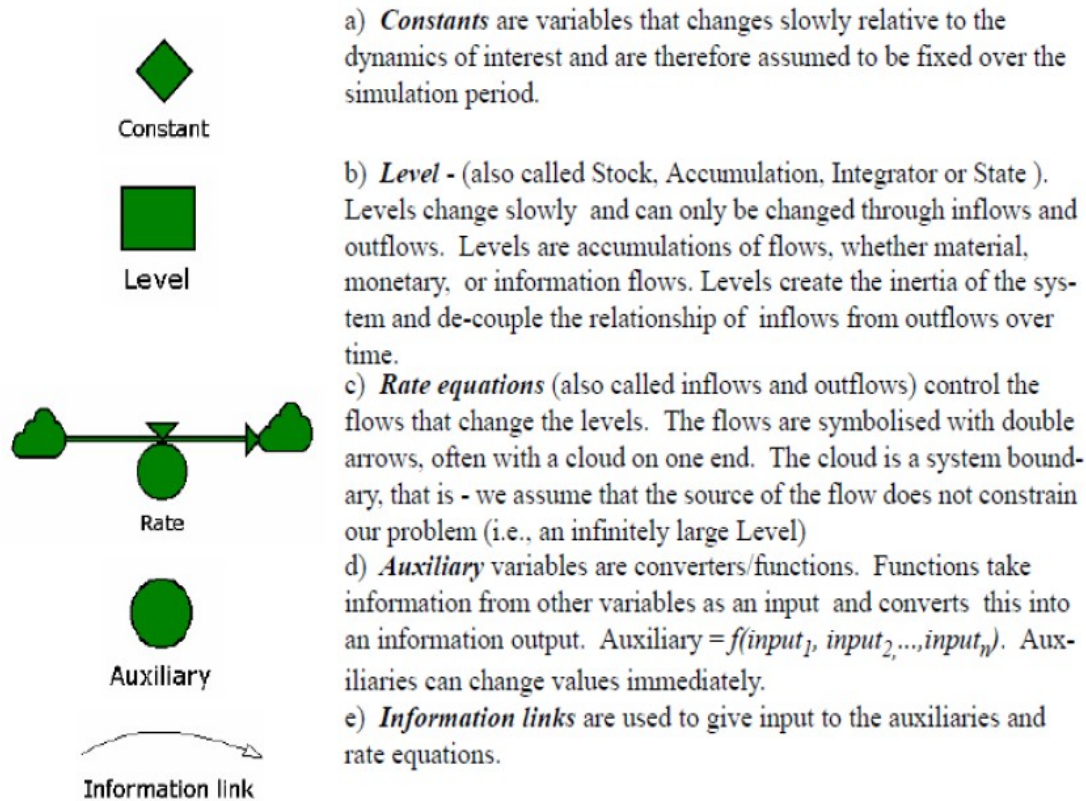 a) Constants are variables that changes slowly relative to the
dynamics of interest and are therefore assumed to be fixed over the
simulation period.
Constant
b) Level - (also called Stock, Accumulation, Integrator or State ).
Levels change slowly and can only be changed through inflows and
outflows. Levels are accumulations of flows, whether material,
monetary, or information flows. Levels create the inertia of the sys-
tem and de-couple the relationship of inflows from outflows over
time.
Level
c) Rate equations (also called inflows and outflows) control the
flows that change the levels. The flows are symbolised with double
arrows, often with a cloud on one end. The cloud is a system bound-
ary, that is - we assume that the source of the flow does not constrain
our problem (i.e., an infinitely large Level)
Rate
d) Auxiliary variables are converters/functions. Functions take
information from other variables as an input and converts this into
an information output. Auxiliary = f(input1, input2,...,inputn). Aux-
iliaries can change values immediately.
Auxiliary
e) Information links are used to give input to the auxiliaries and
rate equations.
Information link